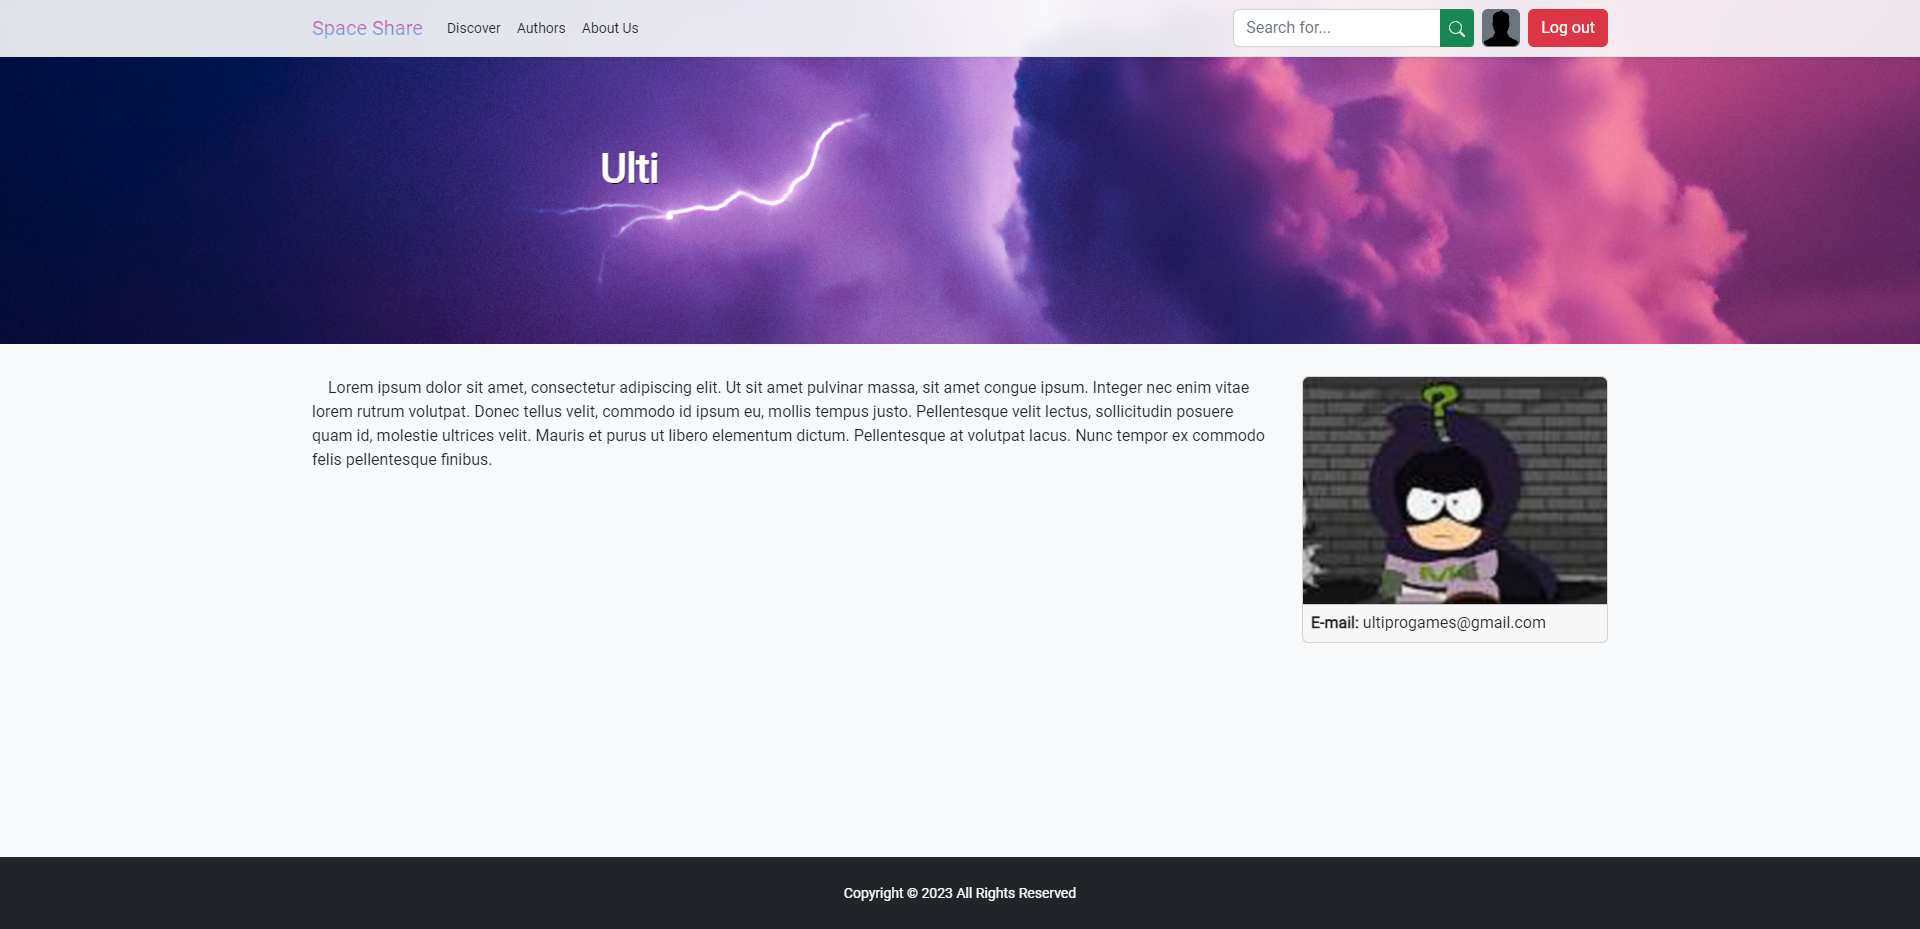 Space Share Discover Authors About Us Search for... Log out
Ulti
Lorem ipsum dolor sit amet, consectetur adipiscing elit. Ut sit amet pulvinar massa, sit amet congue ipsum. Integer nec enim vitae
lorem rutrum volutpat. Donec tellus velit, commodo id ipsum eu, mollis tempus justo. Pellentesque velit lectus, sollicitudin posuere
quam id, molestie ultrices velit. Mauris et purus ut libero elementum dictum. Pellentesque at volutpat lacus. Nunc tempor ex commodo
felis pellentesque finibus.
?
E-mail: ultiprogames@gmail.com
Copyright © 2023 All Rights Reserved